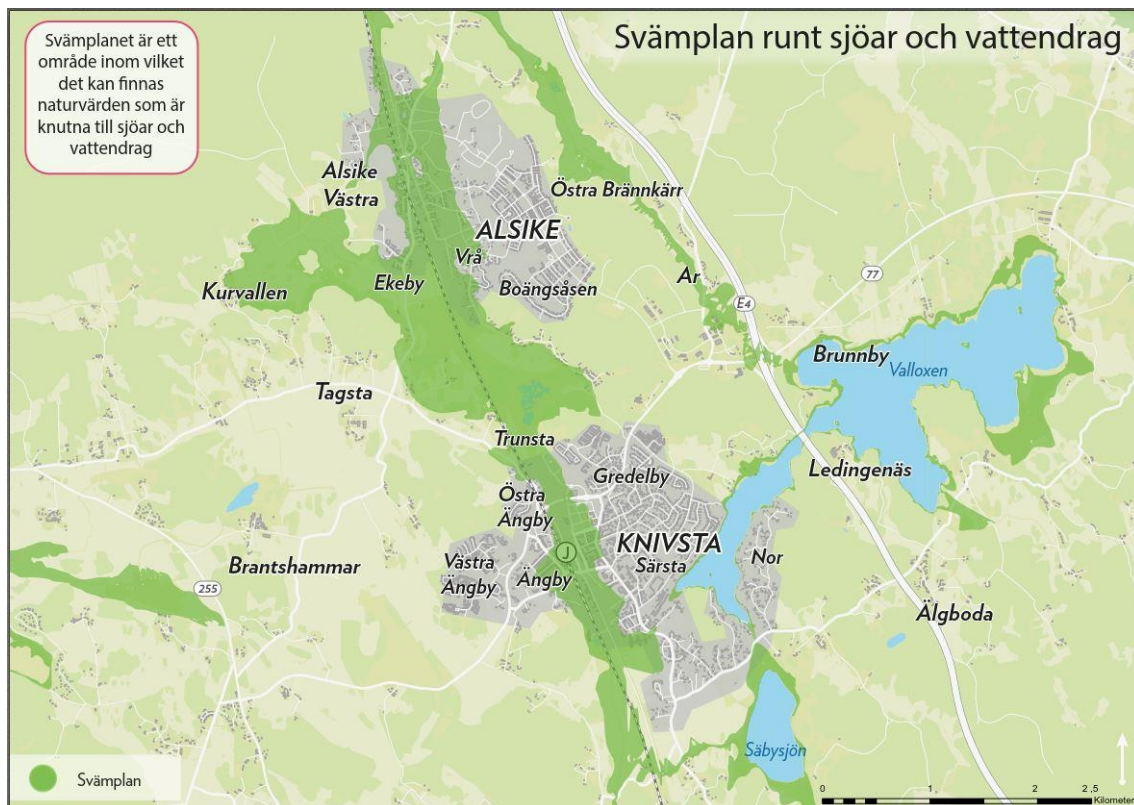 Svämplan runt sjöar och vattendrag
Svämplanet är ett
område inom vilket
det kan finnas
naturvärden som är
knutna till sjöar och
vattendrag
Alsike
Västra
Östra Brännkärr
ALSIKE
Vrå
Ar
77
Ekeby
Kurvallen
Boängsåsen
E4
Brunnby
Valloxen
Tagsta
Trunsta
Gredelby
Ledingenäs
Östra
Ängby
KNIVSTA
J
Särsta
Nor
Västra
Ängby
Ängby
Brantshammar
255
Älgboda
Säbysjön
Svämplan
0 1 2 2,5
Kilometer